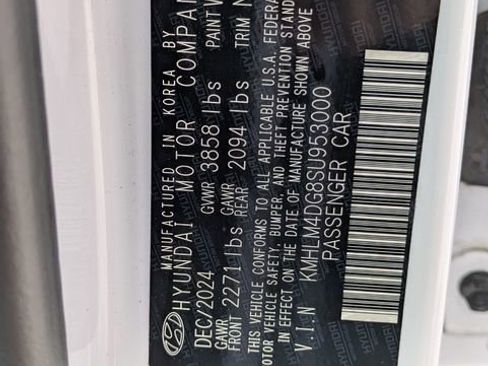 MANUFACTURED IN KOREA BY
HYUNDAI MOTOR COMPAN
DEC/2024 GVWR 3858 lbs PAINT
GAWR FRONT 2271 lbs GAWR REAR 2094 lbs TRIM N
THIS VEHICLE CONFORMS TO ALL APPLICABLE U.S.A. FEDERA
OTOR VEHICLE SAFETY, BUMPER, AND THEFT PREVENTION STAND
IN EFFECT ON THE DATE OF MANUFACTURE SHOWN ABOVE
V.I.N KMHLM4DG8SU953000
PASSENGER CAR